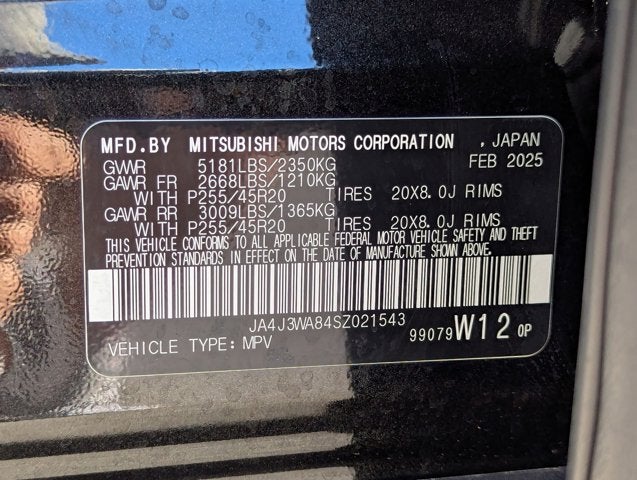 MFD.BY MITSUBISHI MOTORS CORPORATION , JAPAN
GVWR 5181LBS/2350KG FEB 2025
GAWR FR 2668LBS/1210KG
WITH P255/45R20 TIRES 20X8.0J RIMS
GAWR RR 3009LBS/1365KG
WITH P255/45R20 TIRES 20X8.0J RIMS
THIS VEHICLE CONFORMS TO ALL APPLICABLE FEDERAL MOTOR VEHICLE SAFETY AND THEFT
PREVENTION STANDARDS IN EFFECT ON THE DATE OF MANUFACTURE SHOWN ABOVE.
JA4J3WA84SZ021543
VEHICLE TYPE: MPV 99079 W12 0P